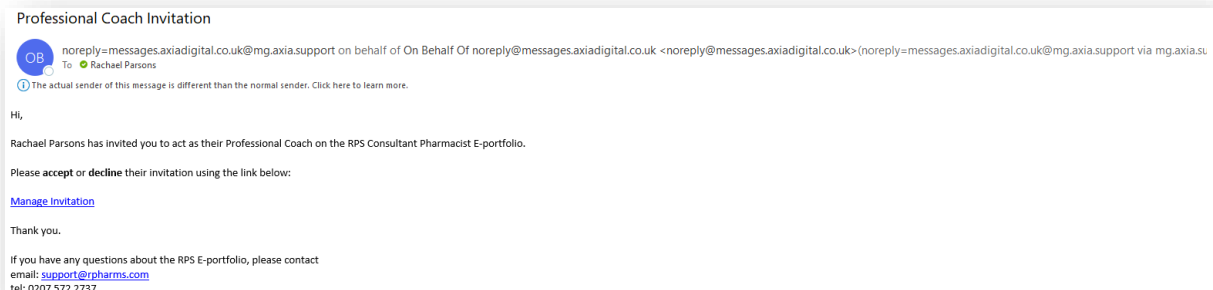 Professional Coach Invitation
OB
noreply=messages.axiadigital.co.uk@mg.axia.support on behalf of On Behalf Of noreply@messages.axiadigital.co.uk <noreply@messages.axiadigital.co.uk>(noreply=messages.axiadigital.co.uk@mg.axia.support via mg.axia.su
To Rachael Parsons
The actual sender of this message is different than the normal sender. Click here to learn more.
Hi,
Rachael Parsons has invited you to act as their Professional Coach on the RPS Consultant Pharmacist E-portfolio.
Please accept or decline their invitation using the link below:
Manage Invitation
Thank you.
If you have any questions about the RPS E-portfolio, please contact
email: support@rpharms.com
tel: 0207 572 2737